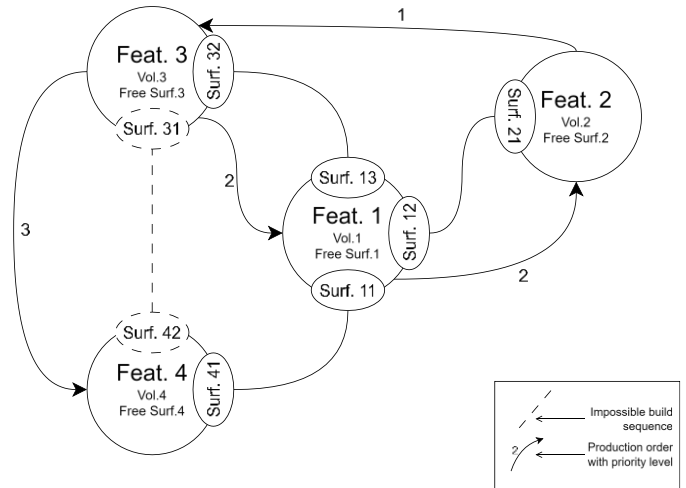 1
Feat. 3
Vol.3
Free Surf.3
Surf. 32
Surf. 31
Feat. 2
Vol.2
Free Surf.2
Surf. 21
2
Surf. 13
Feat. 1
Vol.1
Free Surf.1
Surf. 12
Surf. 11
3
2
Surf. 42
Feat. 4
Vol.4
Free Surf.4
Surf. 41
Impossible build
sequence
2
Production order
with priority level